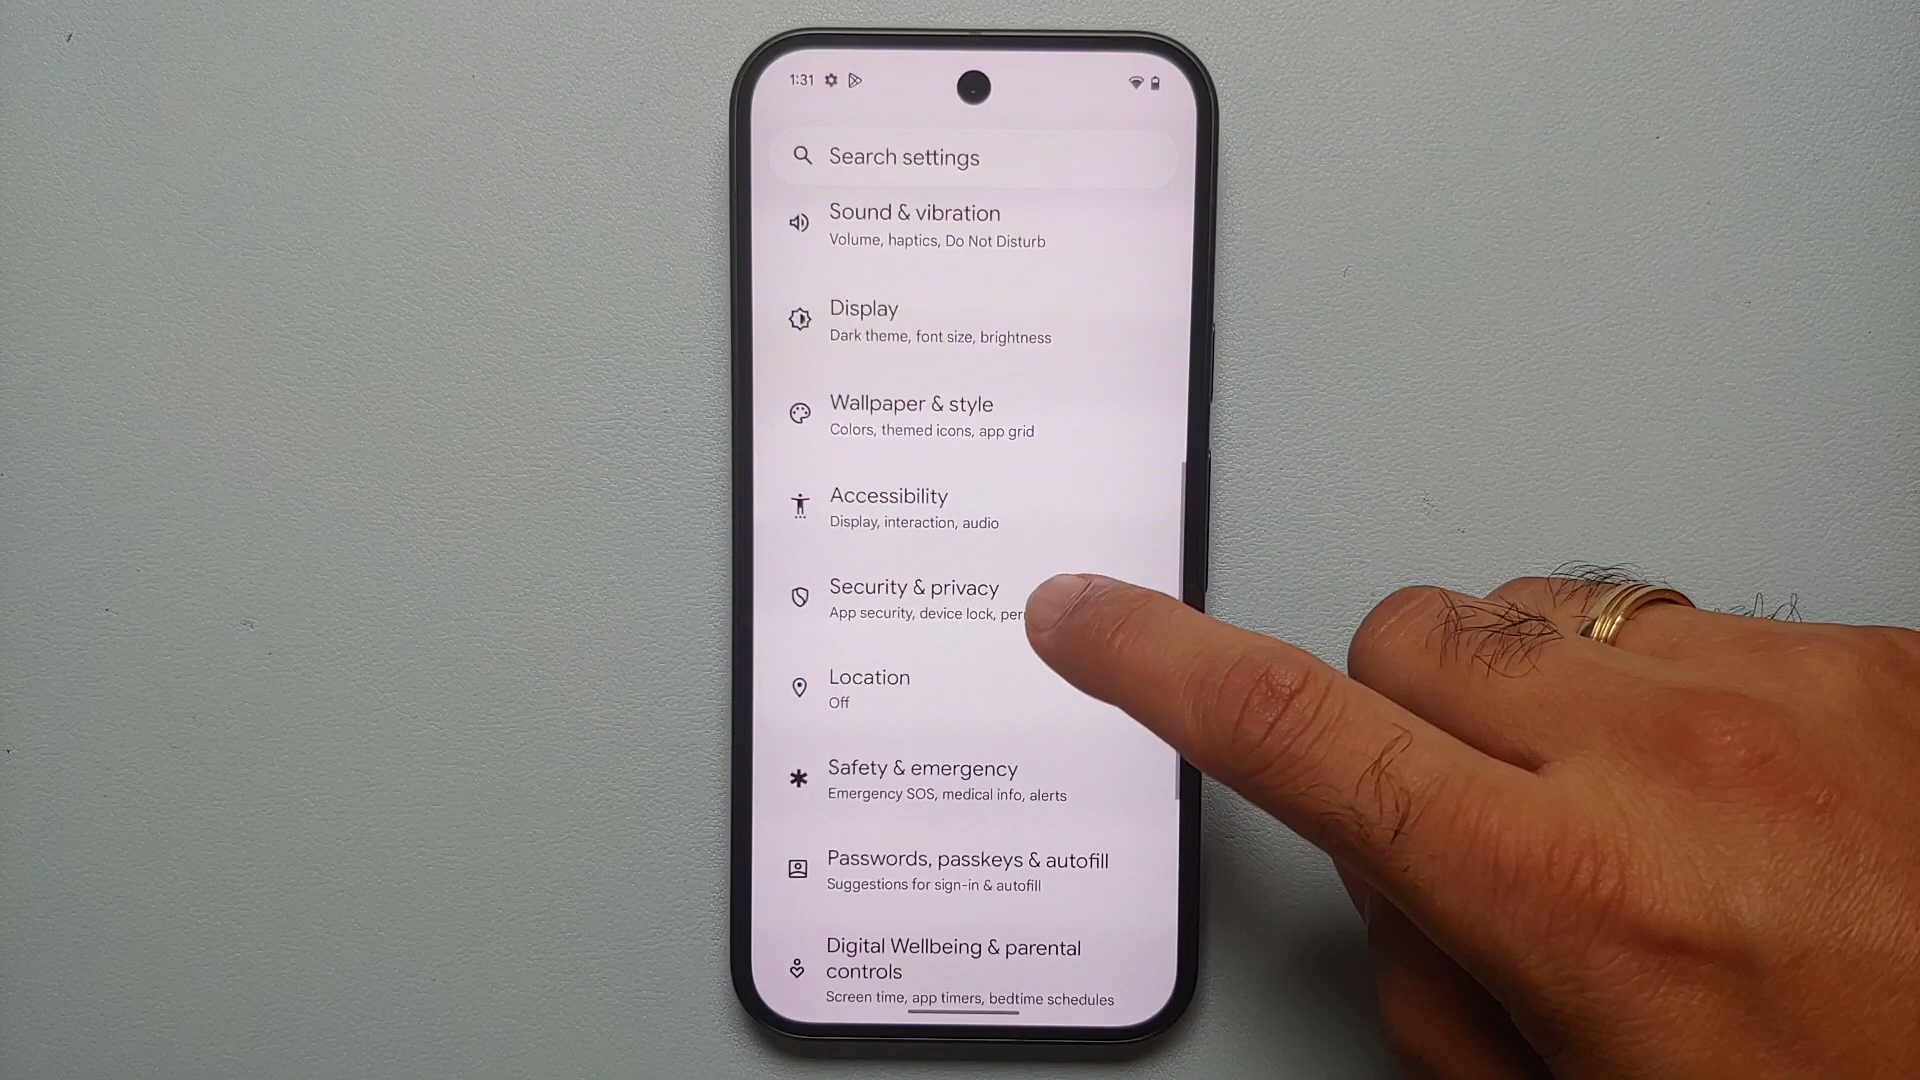 1:31
Search settings
Sound & vibration
Volume, haptics, Do Not Disturb
Display
Dark theme, font size, brightness
Wallpaper & style
Colors, themed icons, app grid
Accessibility
Display, interaction, audio
Security & privacy
App security, device lock,
Location
Off
Safety & emergency
Emergency SOS, medical info, alerts
Passwords, passkeys & autofill
Suggestions for sign-in & autofill
Digital Wellbeing & parental
controls
Screen time, app timers, bedtime schedules